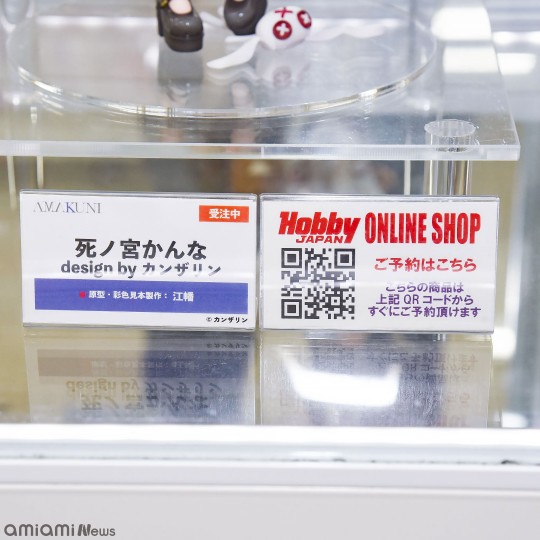 AMAKUNI
受注中
死ノ宮かんな
design by カンザリン
原型・彩色見本製作：江幡
©カンザリン
Hobby JAPAN ONLINE SHOP
ご予約はこちら
こちらの商品は
上記 QR コードから
すぐにご予約頂けます
amiami News